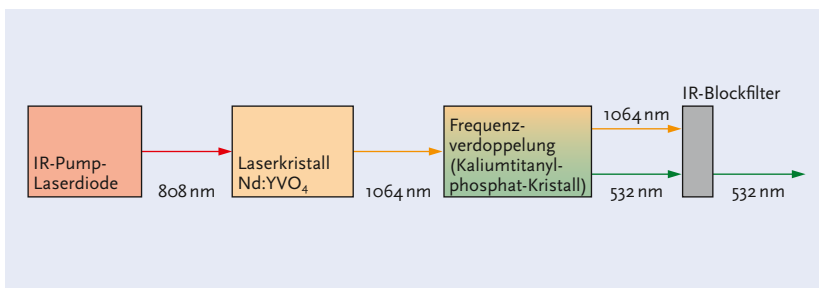 IR-Pump-
Laserdiode
808 nm
Laserkristall
Nd:YVO₄
1064 nm
Frequenz-
verdoppelung
(Kaliumtitanyl-
phosphat-Kristall)
1064 nm
532 nm
IR-Blockfilter
532 nm